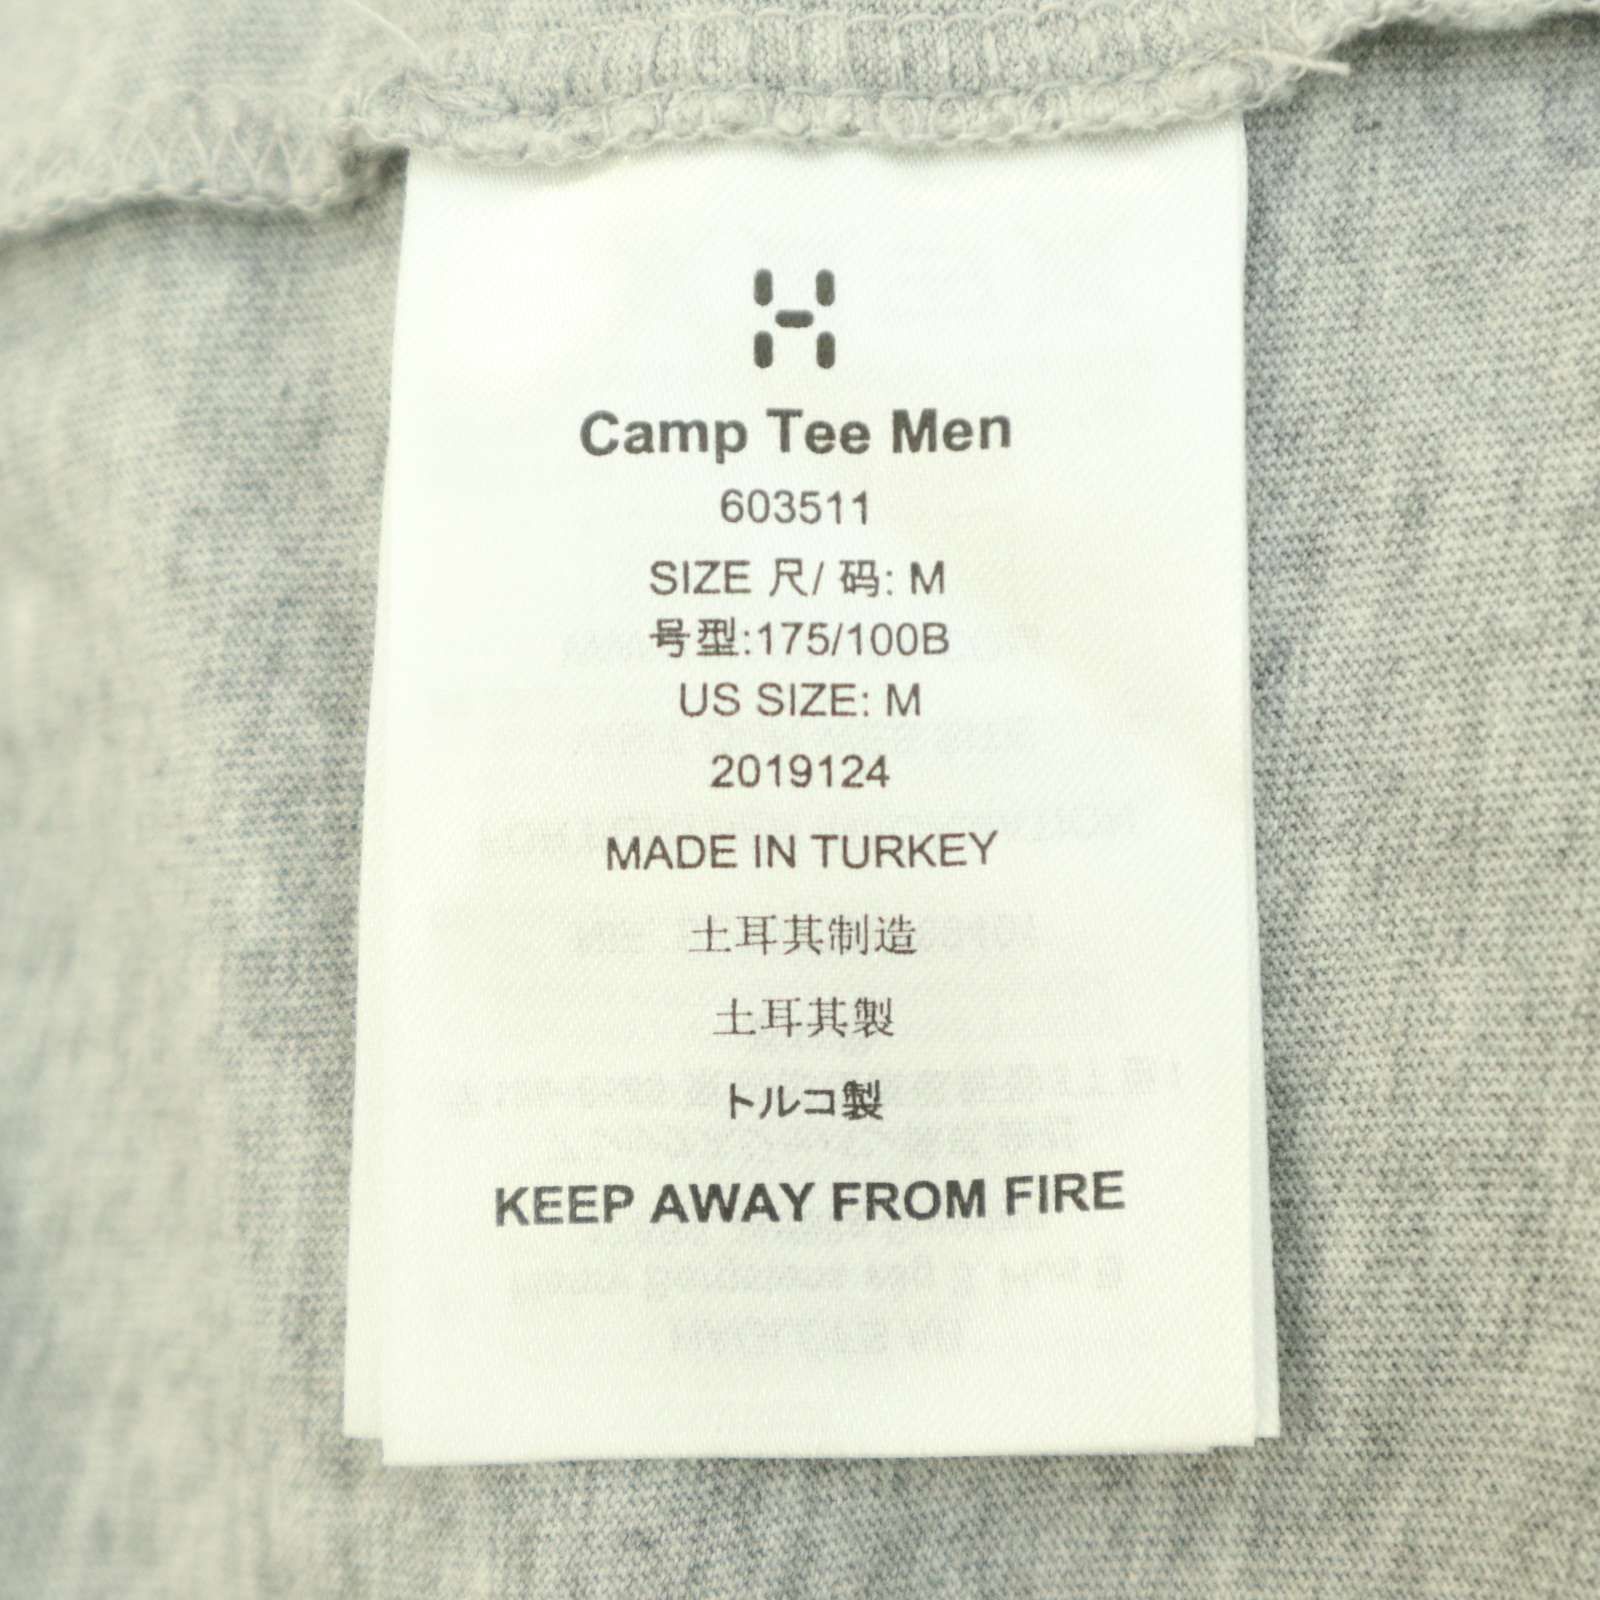 Camp Tee Men
603511
SIZE 尺/ 码: M
号型:175/100B
US SIZE: M
2019124
MADE IN TURKEY
土耳其制造
土耳其製
トルコ製
KEEP AWAY FROM FIRE